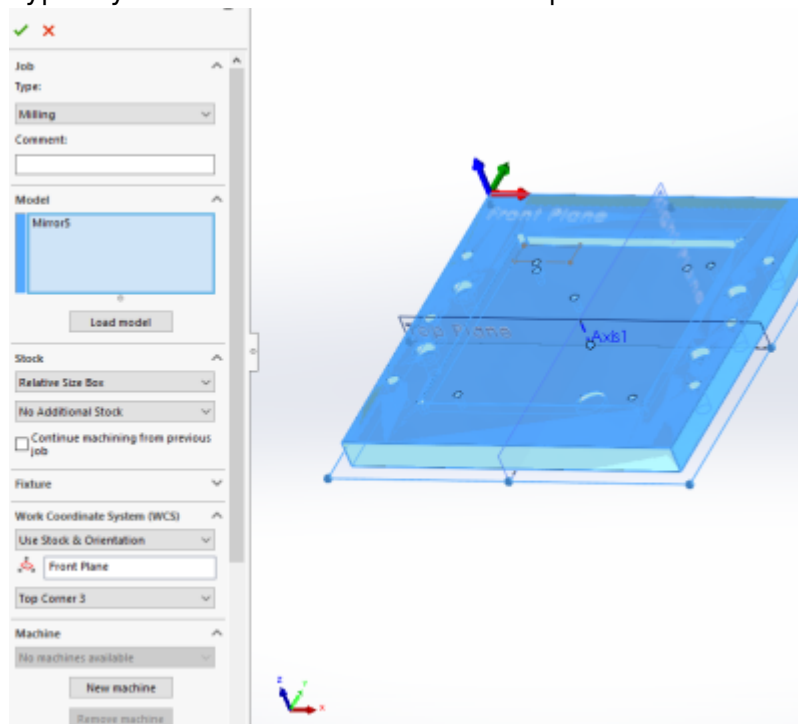 Job
Type:
Milling
Comment:
Model
Mirror5
Load model
Stock
Relative Size Box
No Additional Stock
Continue machining from previous
job
Fixture
Work Coordinate System (WCS)
Use Stock & Orientation
Front Plane
Top Corner 3
Machine
No machines available
New machine
Remove machine
Front Plane
Plane
Axis1
X
Y
Z